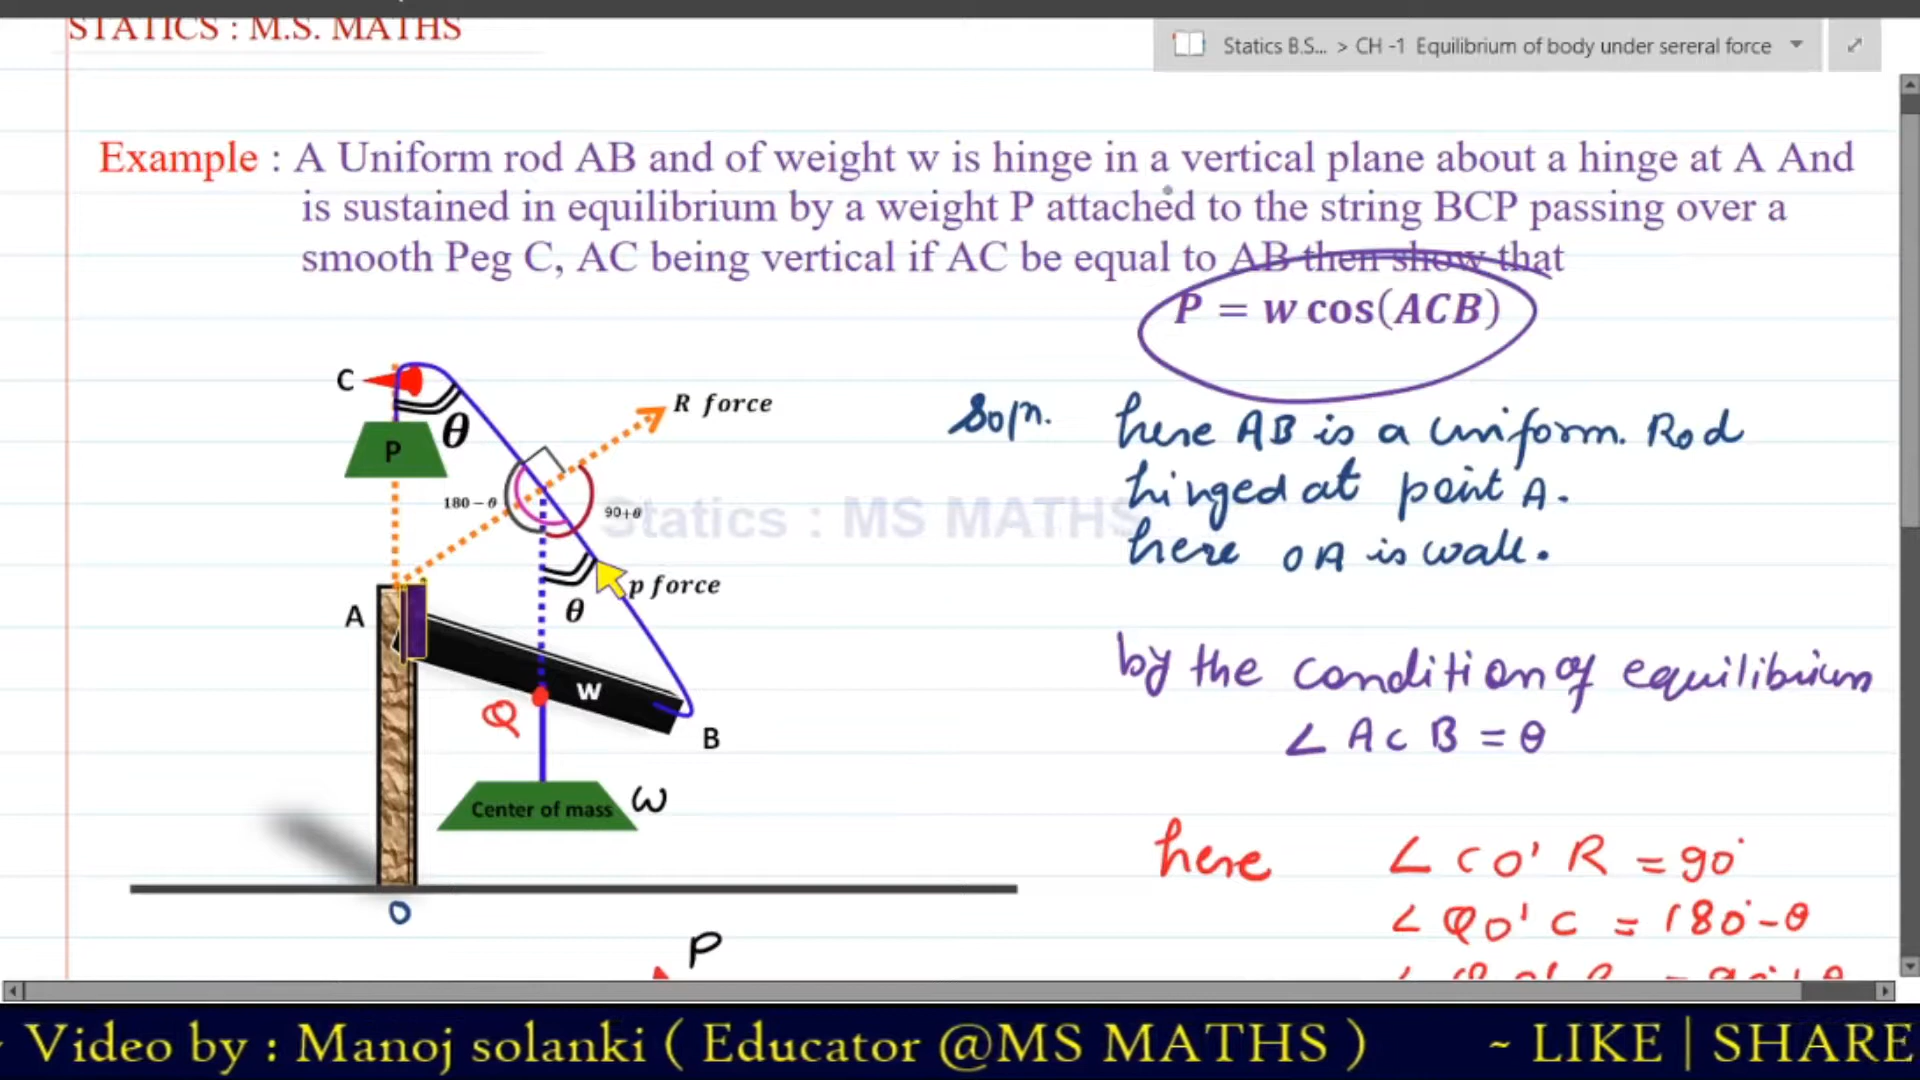 STATICS : M.S. MATHS
Statics B.S... > CH -1 Equilibrium of body under sereral force
Example : A Uniform rod AB and of weight w is hinge in a vertical plane about a hinge at A And
is sustained in equilibrium by a weight P attached to the string BCP passing over a
smooth Peg C, AC being vertical if AC be equal to AB then show that
P = w cos(ACB)
C
P
θ
R force
180-θ
90+θ
Statics : MS MATHS
θ
p force
A
W
Q
B
Center of mass
ω
O
P
Soln.
here AB is a uniform. Rod
hinged at point A.
here OA is wall.
by the condition of equilibrium
∠ A C B = θ
here ∠ C O' R = 90°
∠ Q O' C = 180° - θ
~ Video by : Manoj solanki ( Educator @MS MATHS ) ~ LIKE | SHARE